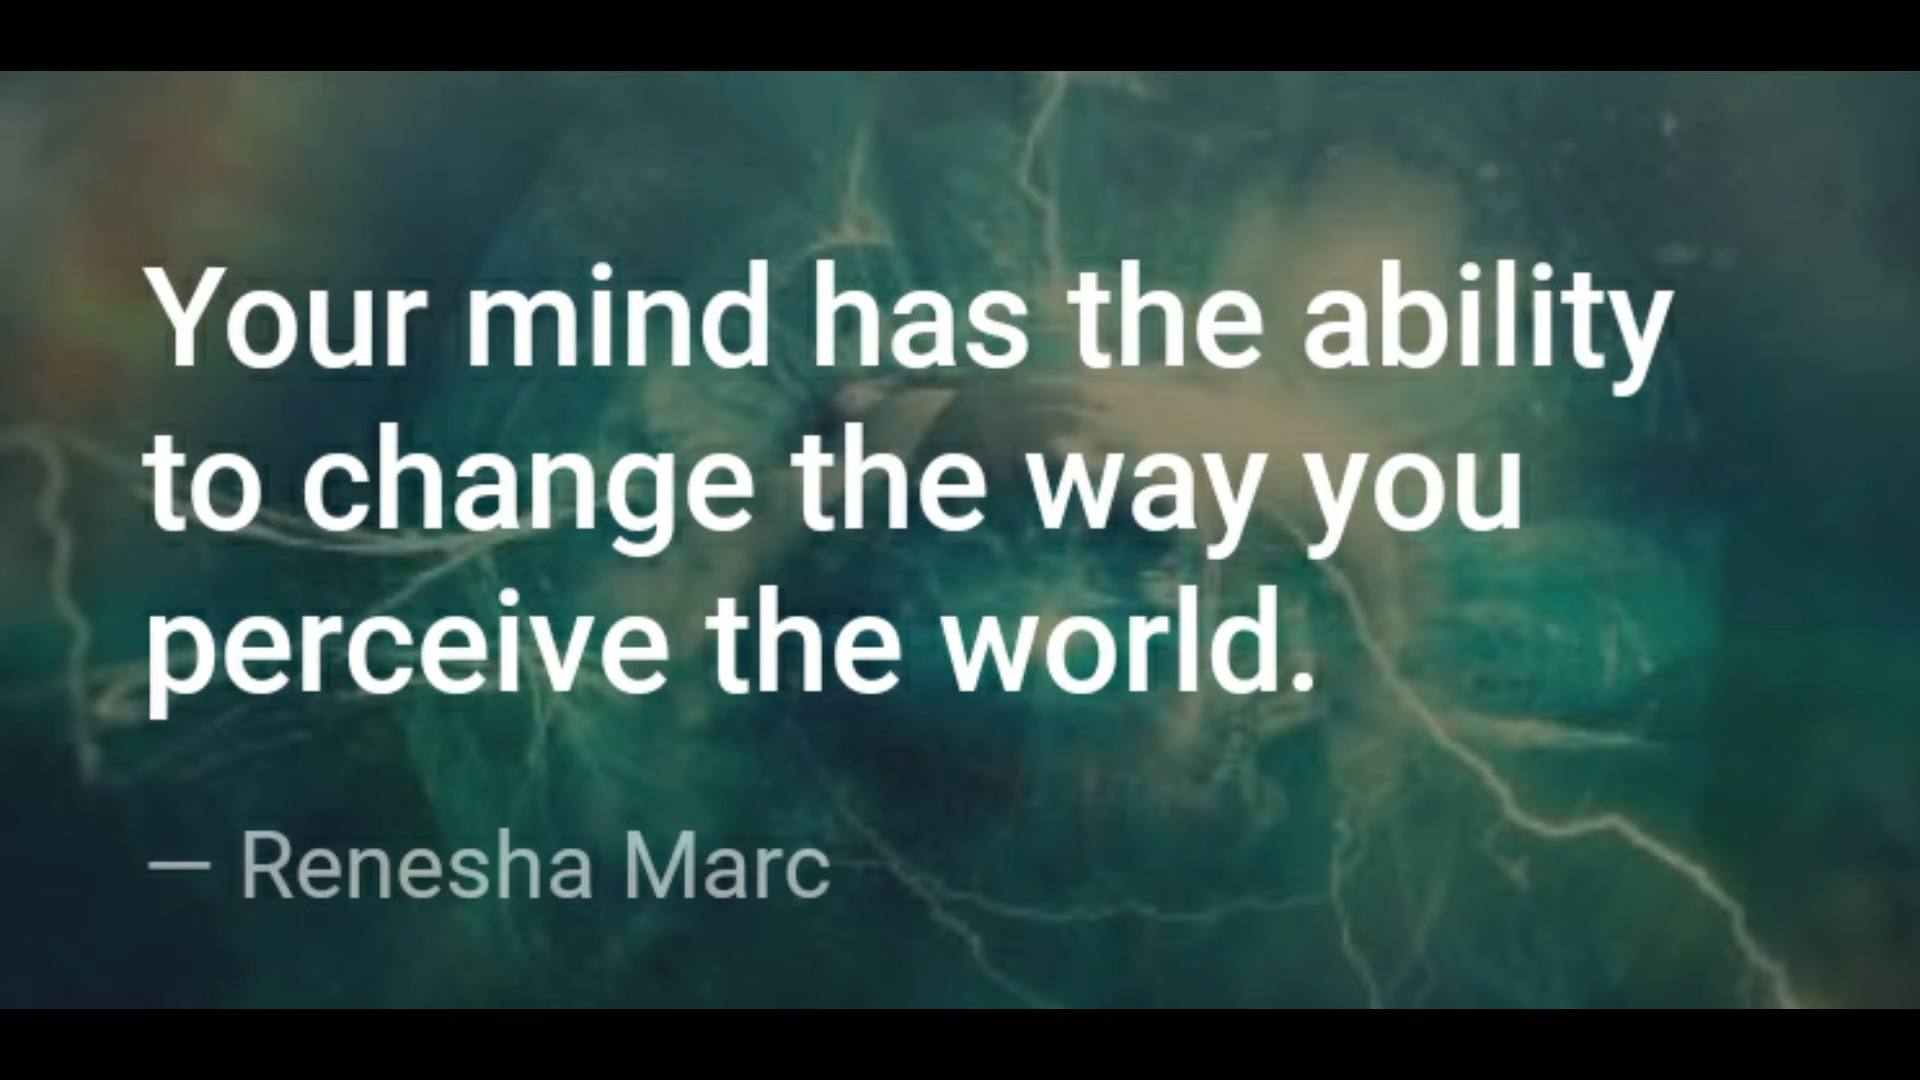 Your mind has the ability
to change the way you
perceive the world.
— Renesha Marc